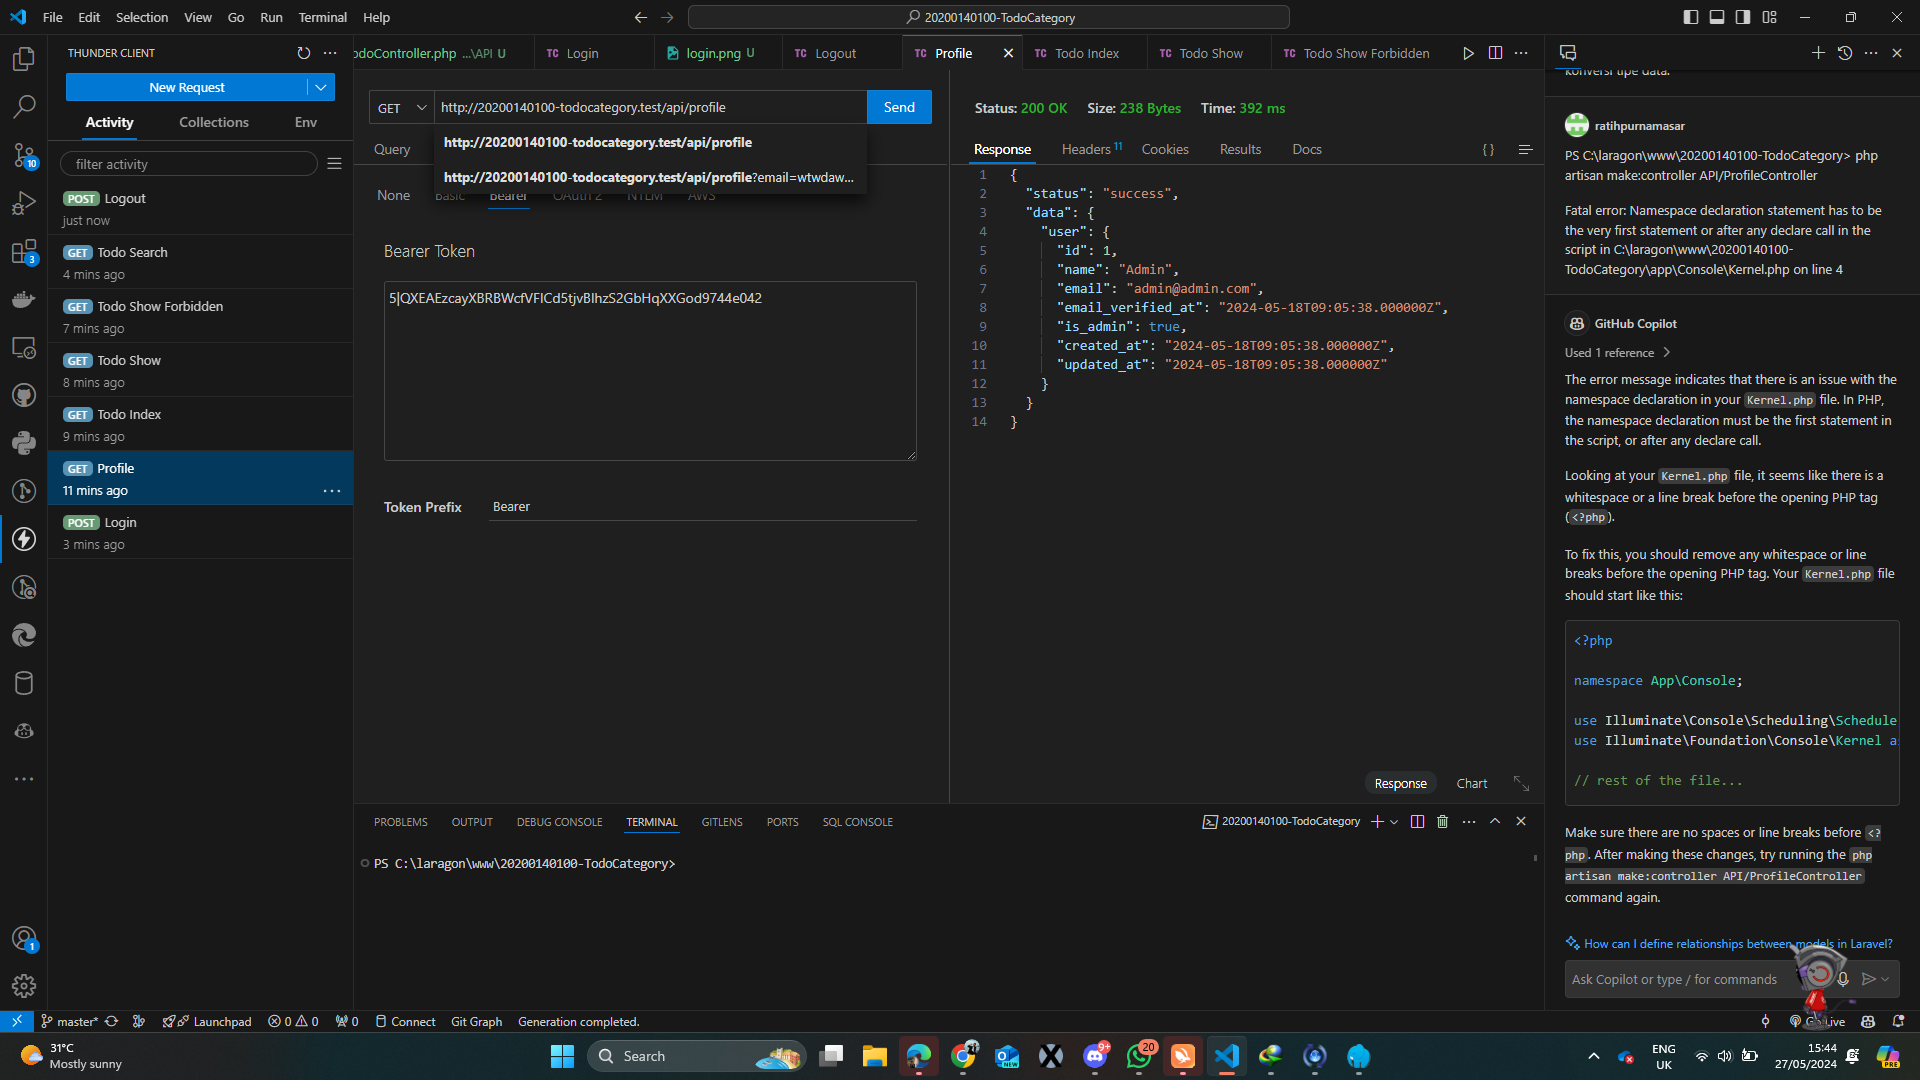 File Edit Selection View Go Run Terminal Help
20200140100-TodoCategory
THUNDER CLIENT
New Request
Activity Collections Env
filter activity
POST Logout
just now
GET Todo Search
4 mins ago
GET Todo Show Forbidden
7 mins ago
GET Todo Show
8 mins ago
GET Todo Index
9 mins ago
GET Profile
11 mins ago
POST Login
3 mins ago
10
3
1
odoController.php ...\API U
TC Login
login.png U
TC Logout
TC Profile
TC Todo Index
TC Todo Show
TC Todo Show Forbidden
GET http://20200140100-todocategory.test/api/profile Send
http://20200140100-todocategory.test/api/profile
http://20200140100-todocategory.test/api/profile?email=wtwdaw...
Query
None Basic Bearer OAuth 2 NTLM AWS
Bearer Token
5|QXEAEzcayXBRBWcfVFICd5tjvBIhzS2GbHqXXGod9744e042
Token Prefix Bearer
Status: 200 OK Size: 238 Bytes Time: 392 ms
Response Headers 11 Cookies Results Docs
{ }
1 {
2 "status": "success",
3 "data": {
4 "user": {
5 "id": 1,
6 "name": "Admin",
7 "email": "admin@admin.com",
8 "email_verified_at": "2024-05-18T09:05:38.000000Z",
9 "is_admin": true,
10 "created_at": "2024-05-18T09:05:38.000000Z",
11 "updated_at": "2024-05-18T09:05:38.000000Z"
12 }
13 }
14 }
Response Chart
PROBLEMS OUTPUT DEBUG CONSOLE TERMINAL GITLENS PORTS SQL CONSOLE
20200140100-TodoCategory
PS C:\laragon\www\20200140100-TodoCategory>
konversi tipe data.
ratihpurnamasar
PS C:\laragon\www\20200140100-TodoCategory> php
artisan make:controller API/ProfileController
Fatal error: Namespace declaration statement has to be
the very first statement or after any declare call in the
script in C:\laragon\www\20200140100-
TodoCategory\app\Console\Kernel.php on line 4
GitHub Copilot
Used 1 reference
The error message indicates that there is an issue with the
namespace declaration in your Kernel.php file. In PHP,
the namespace declaration must be the first statement in
the script, or after any declare call.
Looking at your Kernel.php file, it seems like there is a
whitespace or a line break before the opening PHP tag
(<?php).
To fix this, you should remove any whitespace or line
breaks before the opening PHP tag. Your Kernel.php file
should start like this:
<?php
namespace App\Console;
use Illuminate\Console\Scheduling\Schedule
use Illuminate\Foundation\Console\Kernel as
// rest of the file...
Make sure there are no spaces or line breaks before <?
php. After making these changes, try running the php
artisan make:controller API/ProfileController
command again.
How can I define relationships between models in Laravel?
Ask Copilot or type / for commands
master* Launchpad 0 0 0 Connect Git Graph Generation completed.
Go Live
31°C
Mostly sunny
Search
NEW
9+
20
ENG
UK
15:44
27/05/2024
PRE